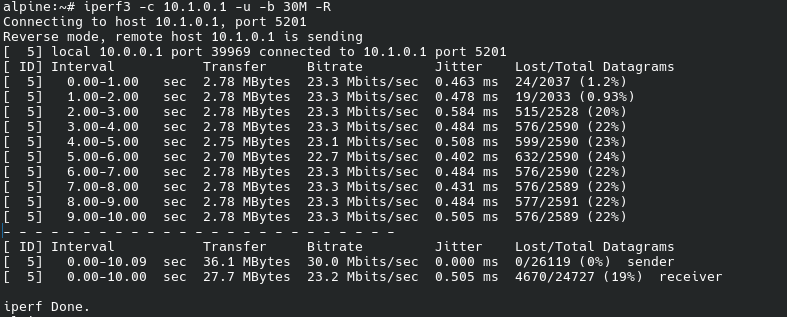 alpine:~# iperf3 -c 10.1.0.1 -u -b 30M -R
Connecting to host 10.1.0.1, port 5201
Reverse mode, remote host 10.1.0.1 is sending
[  5] local 10.0.0.1 port 39969 connected to 10.1.0.1 port 5201
[ ID] Interval           Transfer     Bitrate         Jitter    Lost/Total Datagrams
[  5]   0.00-1.00   sec  2.78 MBytes  23.3 Mbits/sec  0.463 ms  24/2037 (1.2%)
[  5]   1.00-2.00   sec  2.78 MBytes  23.3 Mbits/sec  0.478 ms  19/2033 (0.93%)
[  5]   2.00-3.00   sec  2.78 MBytes  23.3 Mbits/sec  0.584 ms  515/2528 (20%)
[  5]   3.00-4.00   sec  2.78 MBytes  23.3 Mbits/sec  0.484 ms  576/2590 (22%)
[  5]   4.00-5.00   sec  2.75 MBytes  23.1 Mbits/sec  0.508 ms  599/2590 (23%)
[  5]   5.00-6.00   sec  2.70 MBytes  22.7 Mbits/sec  0.402 ms  632/2590 (24%)
[  5]   6.00-7.00   sec  2.78 MBytes  23.3 Mbits/sec  0.484 ms  576/2590 (22%)
[  5]   7.00-8.00   sec  2.78 MBytes  23.3 Mbits/sec  0.431 ms  576/2589 (22%)
[  5]   8.00-9.00   sec  2.78 MBytes  23.3 Mbits/sec  0.484 ms  577/2591 (22%)
[  5]   9.00-10.00  sec  2.78 MBytes  23.3 Mbits/sec  0.505 ms  576/2589 (22%)
- - - - - - - - - - - - - - - - - - - - - - - - -
[ ID] Interval           Transfer     Bitrate         Jitter    Lost/Total Datagrams
[  5]   0.00-10.09  sec  36.1 MBytes  30.0 Mbits/sec  0.000 ms  0/26119 (0%)  sender
[  5]   0.00-10.00  sec  27.7 MBytes  23.2 Mbits/sec  0.505 ms  4670/24727 (19%)  receiver
iperf Done.